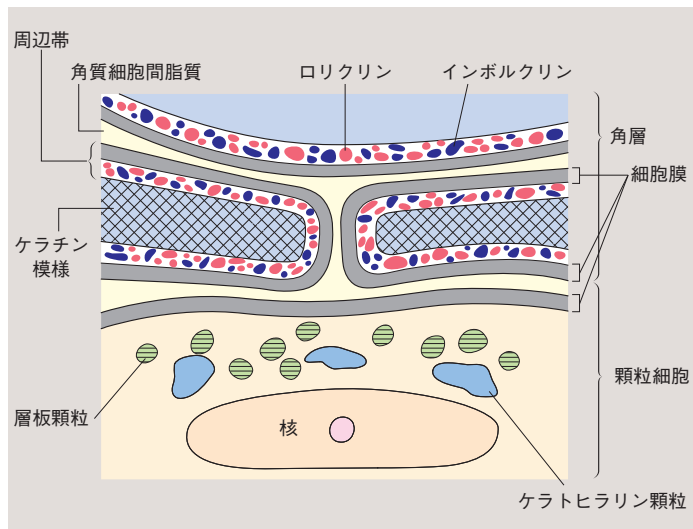 周辺帯
角質細胞間脂質
ロリクリン
インボルクリン
角層
細胞膜
ケラチン
模様
顆粒細胞
層板顆粒
核
ケラトヒアリン顆粒